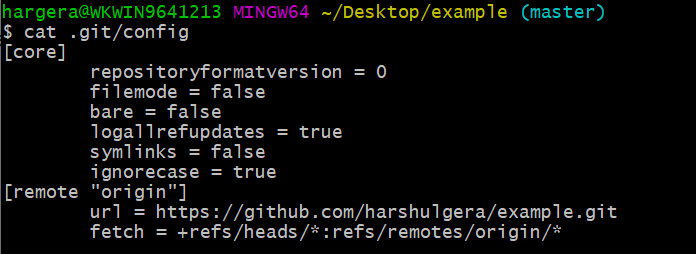 hargera@WKWIN9641213 MINGW64 ~/Desktop/example (master)
$ cat .git/config
[core]
        repositoryformatversion = 0
        filemode = false
        bare = false
        logallrefupdates = true
        symlinks = false
        ignorecase = true
[remote "origin"]
        url = https://github.com/harshulgera/example.git
        fetch = +refs/heads/*:refs/remotes/origin/*